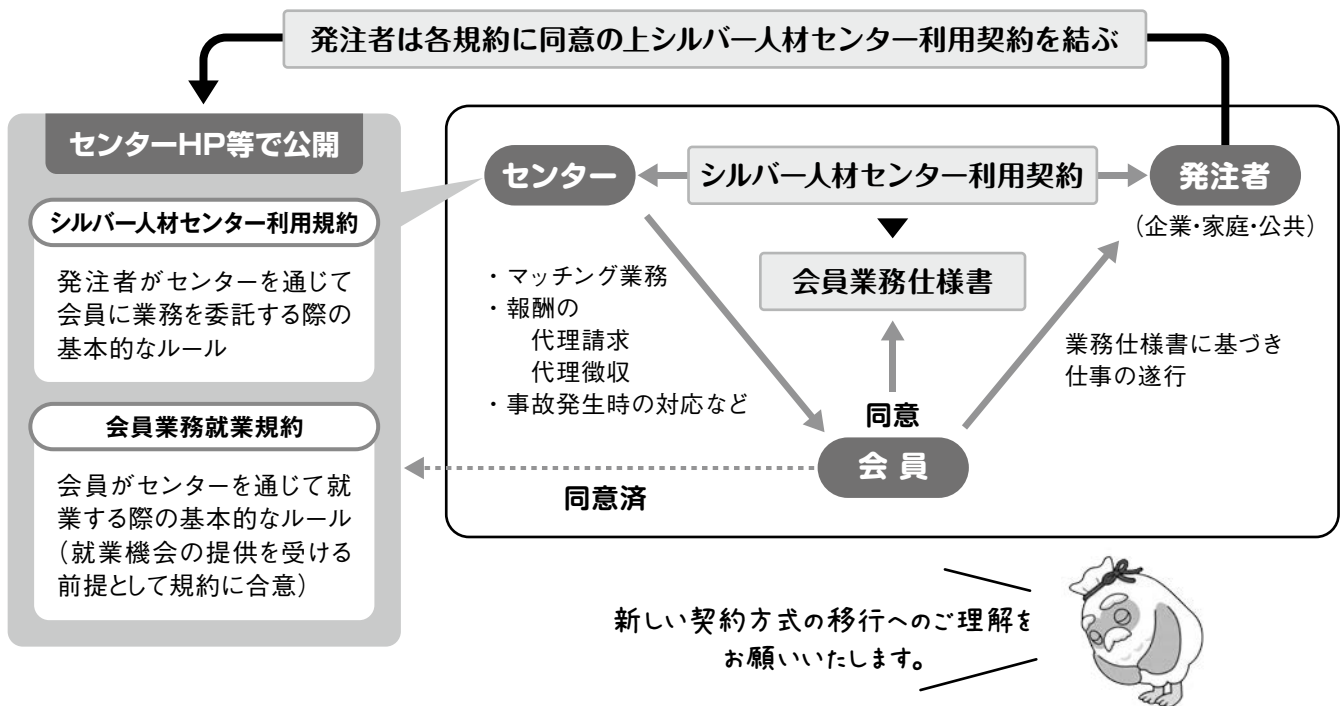 発注者は各規約に同意の上シルバー人材センター利用契約を結ぶ
センターHP等で公開
シルバー人材センター利用規約
発注者がセンターを通じて
会員に業務を委託する際の
基本的なルール
会員業務就業規約
会員がセンターを通じて就
業する際の基本的なルール
（就業機会の提供を受ける
前提として規約に合意）
センター
シルバー人材センター利用契約
発注者
（企業・家庭・公共）
会員業務仕様書
・マッチング業務
・報酬の
代理請求
代理徴収
・事故発生時の対応など
業務仕様書に基づき
仕事の遂行
同意
会員
同意済
新しい契約方式の移行へのご理解を
お願いいたします。